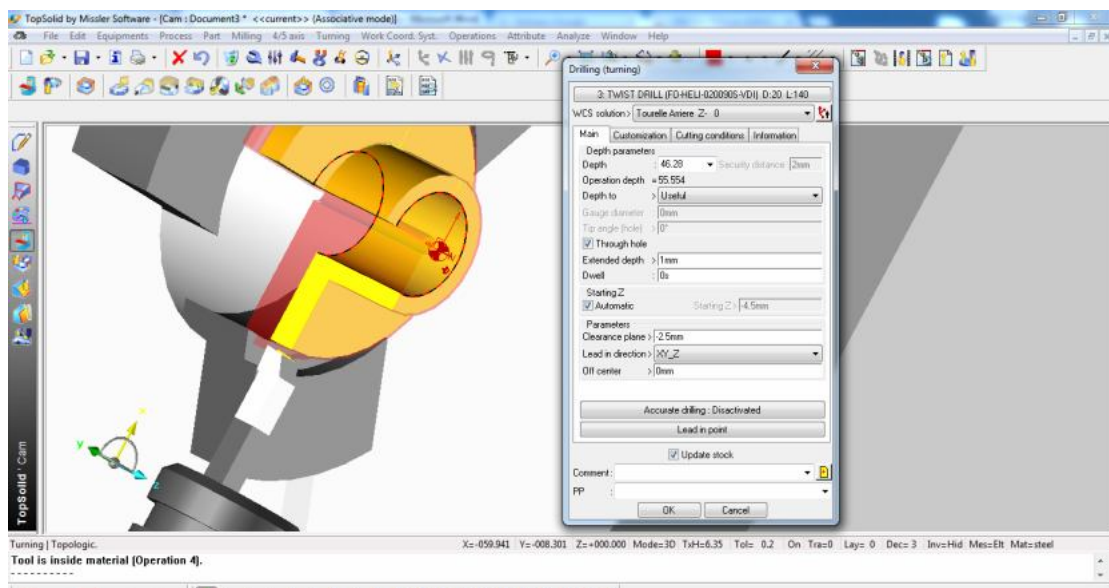 TopSolid by Missler Software - [Cam : Document3 * <<current>> (Associative mode)]
File Edit Equipments Process Part Milling 4/5 axis Turning Work Coord. Syst. Operations Attribute Analyze Window Help
Drilling (turning)
3: TWIST DRILL (FO-HELI-020090S-VDI) D:20 L:140
WCS solution> Tourelle Arriere Z- 0
Main Customization Cutting conditions Information
Depth parameters
Depth : 46.28 Security distance 2mm
Operation depth = 55.554
Depth to > Useful
Gauge diameter : 0mm
Tip angle (hole) > 0°
Through hole
Extended depth > 1mm
Dwell : 0s
Starting Z
Automatic Starting Z > -4.5mm
Parameters
Clearance plane > -2.5mm
Lead in direction > XY_Z
Off center > 0mm
Accurate drilling : Disactivated
Lead in point
Update stock
Comment :
PP :
OK Cancel
x
y
z
TopSolid'Cam
Turning | Topologic. X=-059.941 Y=-008.301 Z=+000.000 Mode=3D TxH=6.35 Tol= 0.2 On Tra=0 Lay= 0 Dec= 3 Inv=Hid Mes=Elt Mat=steel
Tool is inside material (Operation 4).
----------